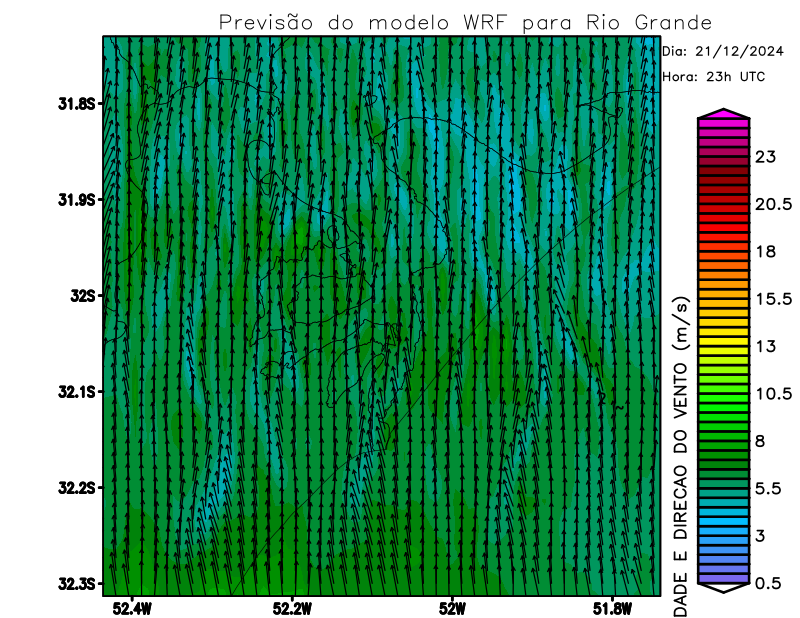 Previsão do modelo WRF para Rio Grande
Dia: 21/12/2024
Hora: 23h UTC
31.8S
31.9S
32S
32.1S
32.2S
32.3S
52.4W
52.2W
52W
51.8W
23
20.5
18
15.5
13
10.5
8
5.5
3
0.5
DADE E DIRECAO DO VENTO (m/s)